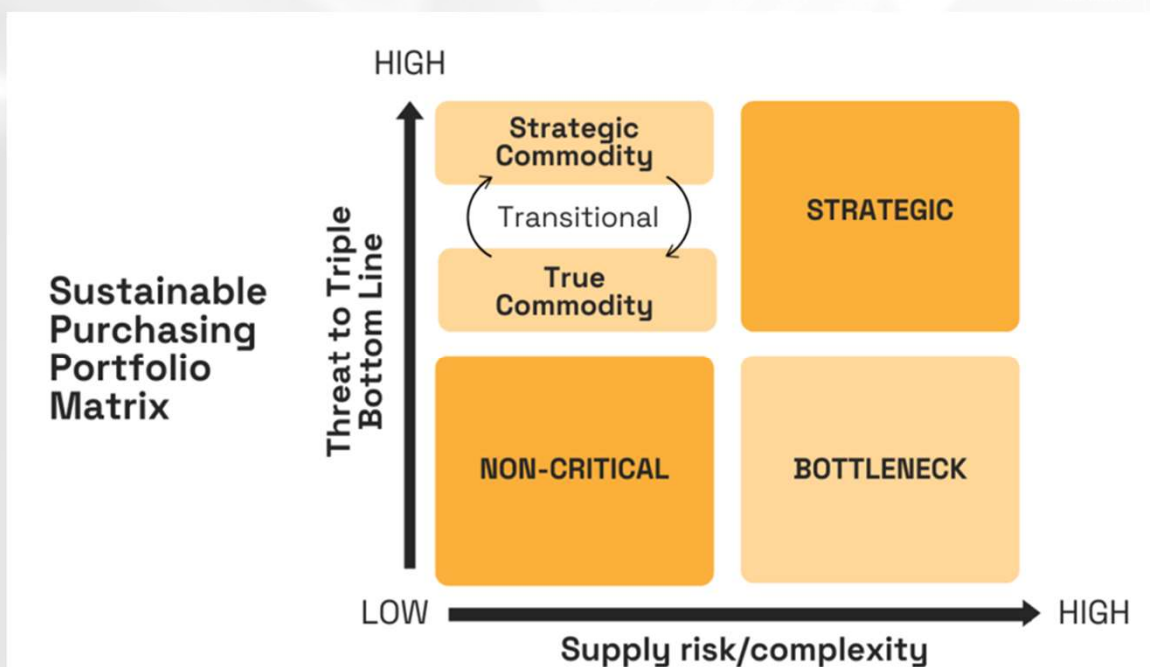 HIGH
Strategic
Commodity
Transitional
True
Commodity
STRATEGIC
Sustainable
Purchasing
Portfolio
Matrix
Threat to Triple
Bottom Line
NON-CRITICAL
BOTTLENECK
LOW
HIGH
Supply risk/complexity